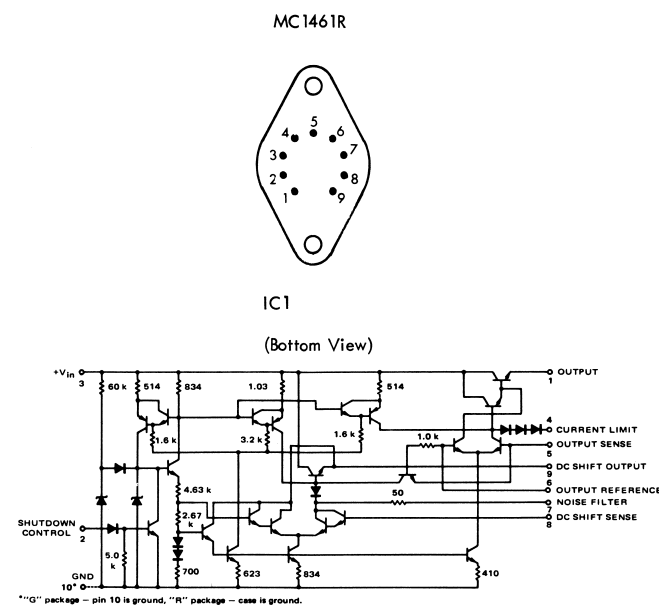 MC1461R
5
4 6
3 7
2 8
1 9
IC1
(Bottom View)
+Vin
3
60 k 514 834 1.03 514
OUTPUT
1
4
CURRENT LIMIT
1.6 k 3.2 k 1.6 k 1.0 k
OUTPUT SENSE
5
DC SHIFT OUTPUT
9
6
OUTPUT REFERENCE
4.63 k
50
NOISE FILTER
7
2.67
k
DC SHIFT SENSE
8
SHUTDOWN
CONTROL
2
5.0
k
700 623 834 410
GND
10*
*"G" package – pin 10 is ground, "R" package – case is ground.